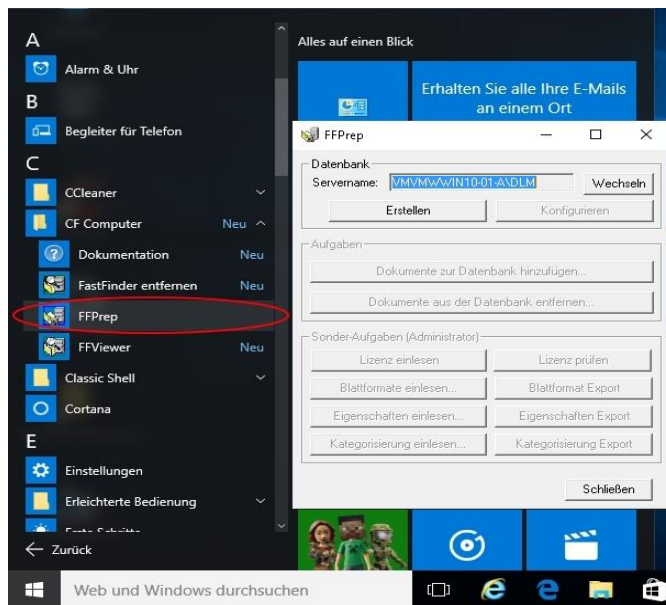 A
Alarm & Uhr
B
Begleiter für Telefon
C
CCleaner
CF Computer Neu
Dokumentation Neu
FastFinder entfernen Neu
FFPrep
FFViewer Neu
Classic Shell
Cortana
E
Einstellungen
Erleichterte Bedienung
Erste Schritte
Zurück
Web und Windows durchsuchen
Alles auf einen Blick
Erhalten Sie alle Ihre E-Mails
an einem Ort
FFPrep
Datenbank
Servername: VMVMWWIN10-01-A\DLM Wechseln
Erstellen Konfigurieren
Aufgaben
Dokumente zur Datenbank hinzufügen...
Dokumente aus der Datenbank entfernen...
Sonder-Aufgaben (Administrator)
Lizenz einlesen Lizenz prüfen
Blattformate einlesen... Blattformat Export
Eigenschaften einlesen... Eigenschaften Export
Kategorisierung einlesen... Kategorisierung Export
Schließen